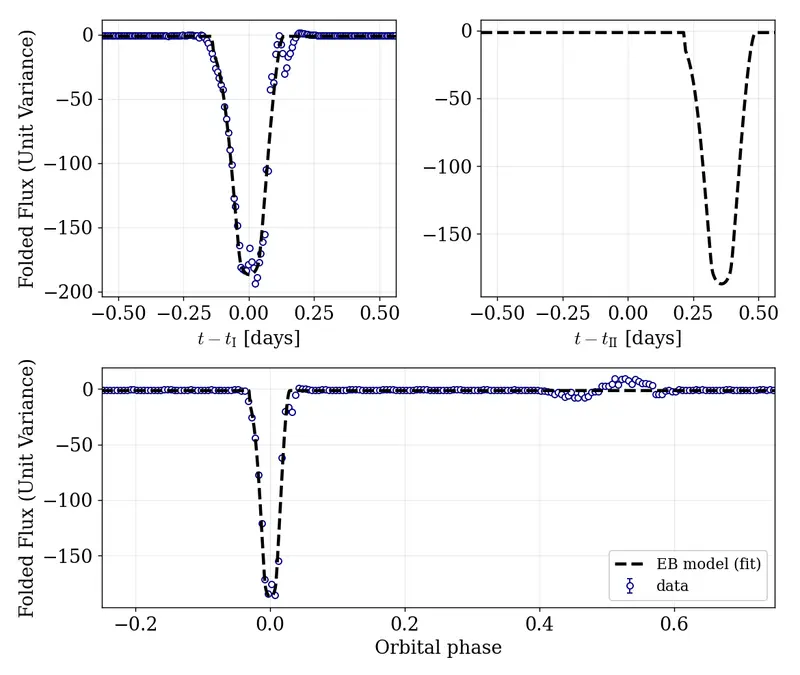 Folded Flux (Unit Variance)
0
−50
−100
−150
−200
−0.50 −0.25 0.00 0.25 0.50
t − t_I [days]
0
−50
−100
−150
−0.50 −0.25 0.00 0.25 0.50
t − t_II [days]
Folded Flux (Unit Variance)
0
−50
−100
−150
EB model (fit)
data
−0.2 0.0 0.2 0.4 0.6
Orbital phase